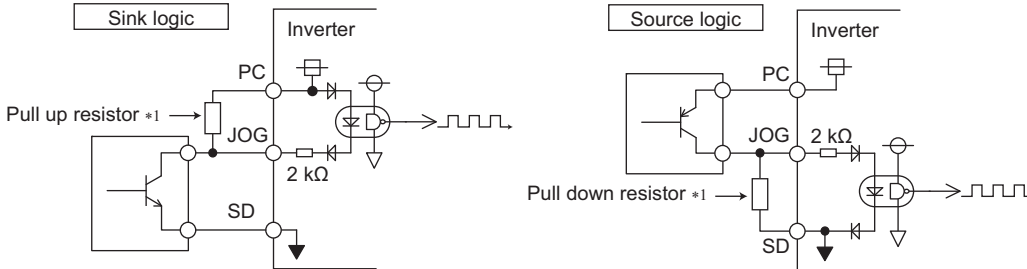 Sink logic
Inverter
PC
Pull up resistor *1
JOG
2 kΩ
SD
Source logic
Inverter
PC
JOG
2 kΩ
Pull down resistor *1
SD